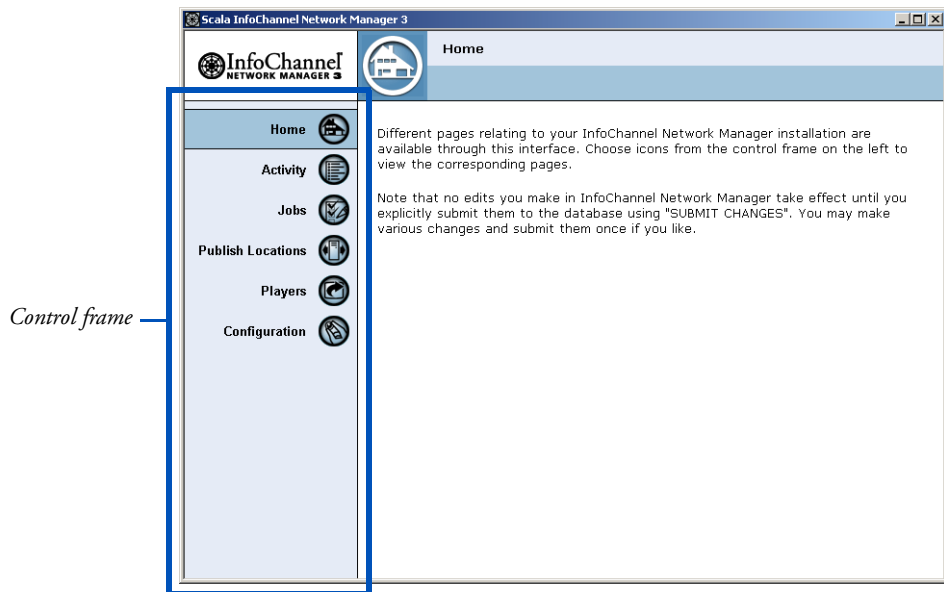 Scala InfoChannel Network Manager 3
InfoChannel
NETWORK MANAGER 3
Home
Home
Activity
Jobs
Publish Locations
Players
Configuration
Control frame
Different pages relating to your InfoChannel Network Manager installation are
available through this interface. Choose icons from the control frame on the left to
view the corresponding pages.
Note that no edits you make in InfoChannel Network Manager take effect until you
explicitly submit them to the database using "SUBMIT CHANGES". You may make
various changes and submit them once if you like.